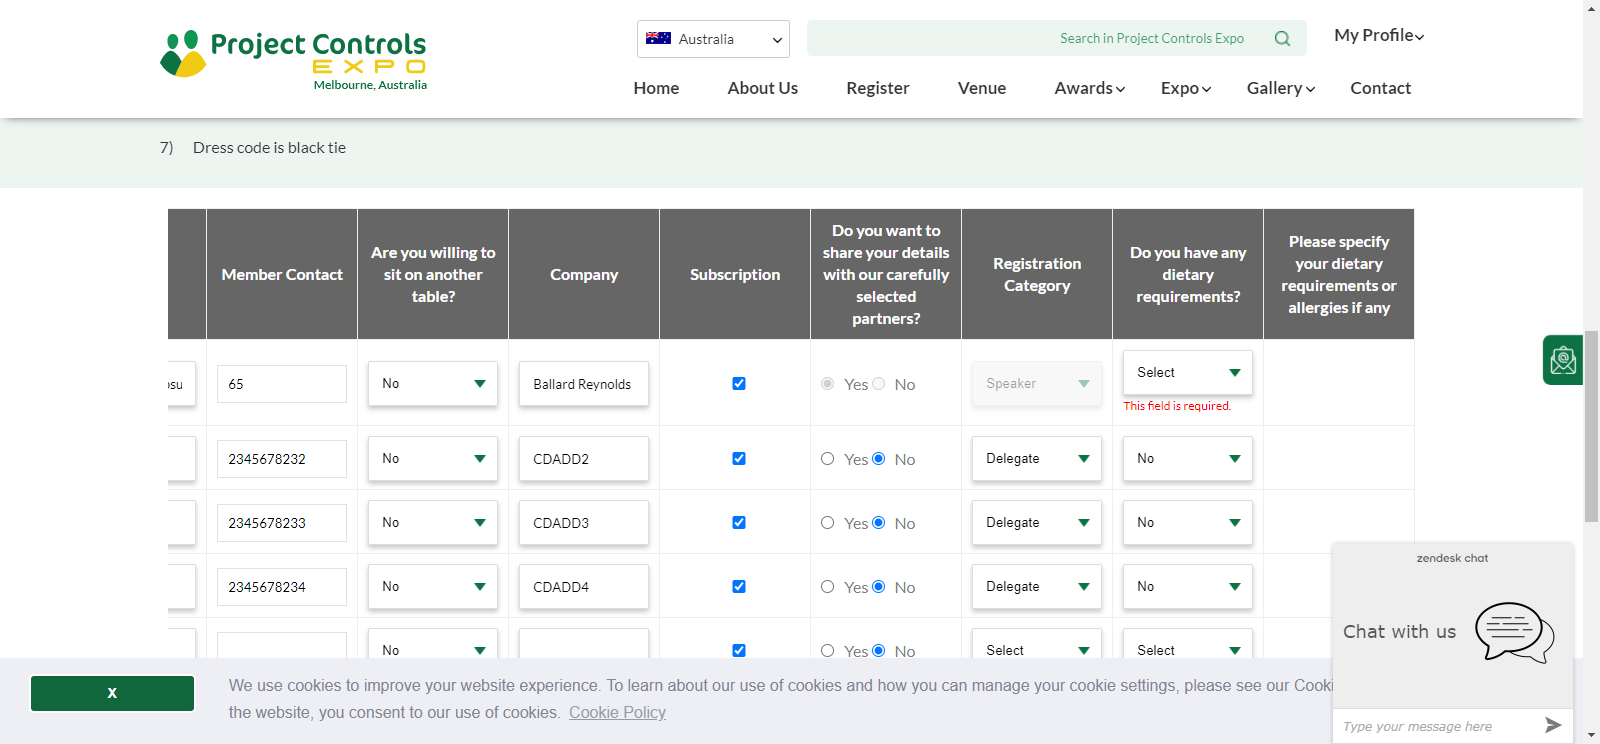 Project Controls
EXPO
Melbourne, Australia
Australia
Search in Project Controls Expo
My Profile
Home About Us Register Venue Awards Expo Gallery Contact
7) Dress code is black tie
Member Contact
Are you willing to
sit on another
table?
Company
Subscription
Do you want to
share your details
with our carefully
selected
partners?
Registration
Category
Do you have any
dietary
requirements?
Please specify
your dietary
requirements or
allergies if any
osu 65 No Ballard Reynolds Yes No Speaker Select
This field is required.
2345678232 No CDADD2 Yes No Delegate No
2345678233 No CDADD3 Yes No Delegate No
2345678234 No CDADD4 Yes No Delegate No
No Yes No Select Select
zendesk chat
Chat with us
Type your message here
x
We use cookies to improve your website experience. To learn about our use of cookies and how you can manage your cookie settings, please see our Cooki
the website, you consent to our use of cookies. Cookie Policy